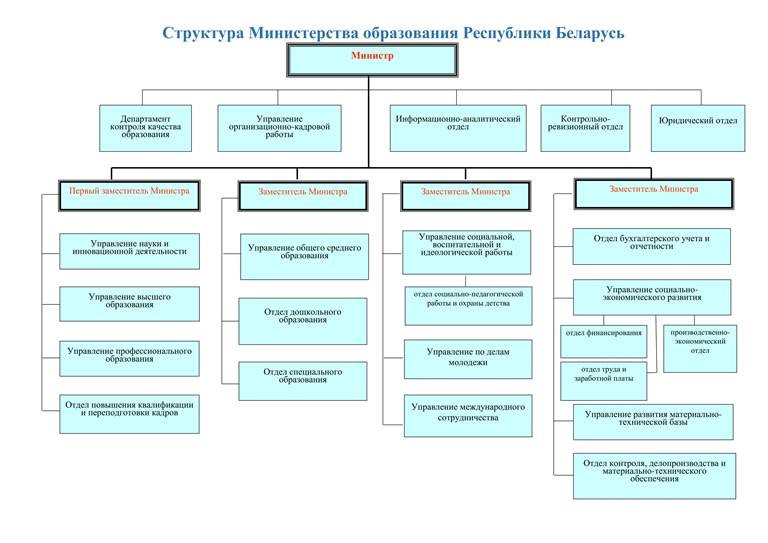 Структура Министерства образования Республики Беларусь
Министр
Департамент
контроля качества
образования
Управление
организационно-кадровой
работы
Информационно-аналитический
отдел
Контрольно-
ревизионный отдел
Юридический отдел
Первый заместитель Министра
Управление науки и
инновационной деятельности
Управление высшего
образования
Управление профессионального
образования
Отдел повышения квалификации
и переподготовки кадров
Заместитель Министра
Управление общего среднего
образования
Отдел дошкольного
образования
Отдел специального
образования
Заместитель Министра
Управление социальной,
воспитательной и
идеологической работы
отдел социально-педагогической
работы и охраны детства
Управление по делам
молодежи
Управление международного
сотрудничества
Заместитель Министра
Отдел бухгалтерского учета и
отчетности
Управление социально-
экономического развития
отдел финансирования
производственно-
экономический
отдел
отдел труда и
заработной платы
Управление развития материально-
технической базы
Отдел контроля, делопроизводства и
материально-технического
обеспечения